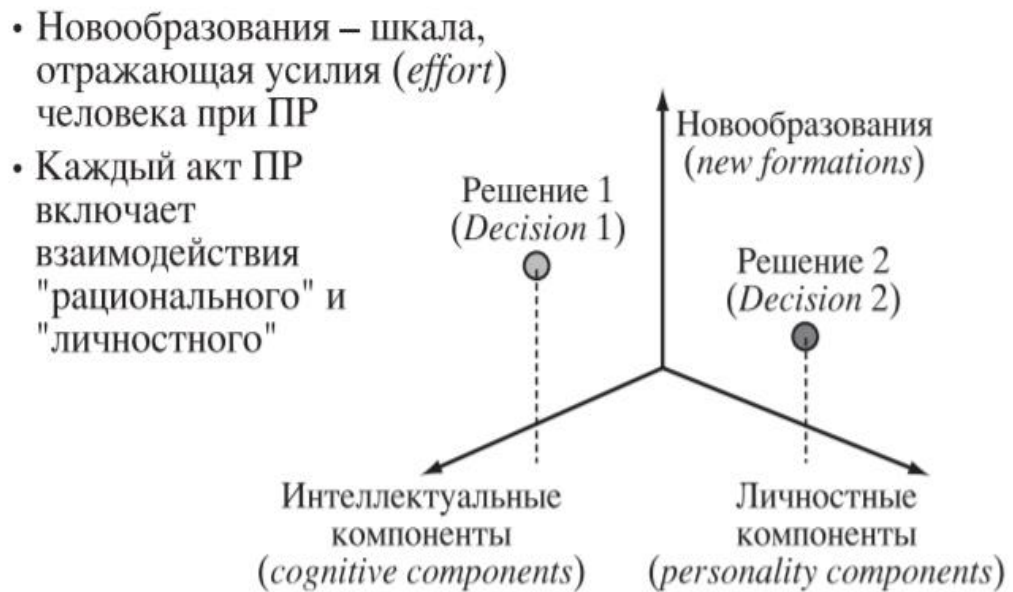 • Новообразования – шкала,
отражающая усилия (effort)
человека при ПР
• Каждый акт ПР
включает
взаимодействия
"рационального" и
"личностного"
Новообразования
(new formations)
Решение 1
(Decision 1)
Решение 2
(Decision 2)
Интеллектуальные
компоненты
(cognitive components)
Личностные
компоненты
(personality components)